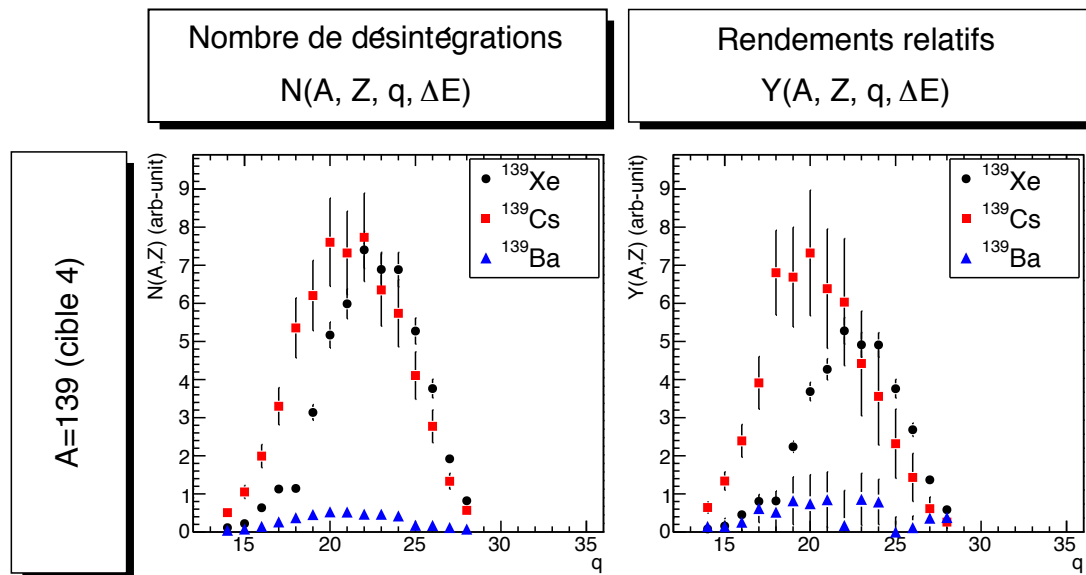 Nombre de désintégrations
N(A, Z, q, ΔE)
Rendements relatifs
Y(A, Z, q, ΔE)
A=139 (cible 4)
N(A,Z) (arb-unit)
9
8
7
6
5
4
3
2
1
0
15 20 25 30 35
q
139Xe
139Cs
139Ba
Y(A,Z) (arb-unit)
9
8
7
6
5
4
3
2
1
0
15 20 25 30 35
q
139Xe
139Cs
139Ba